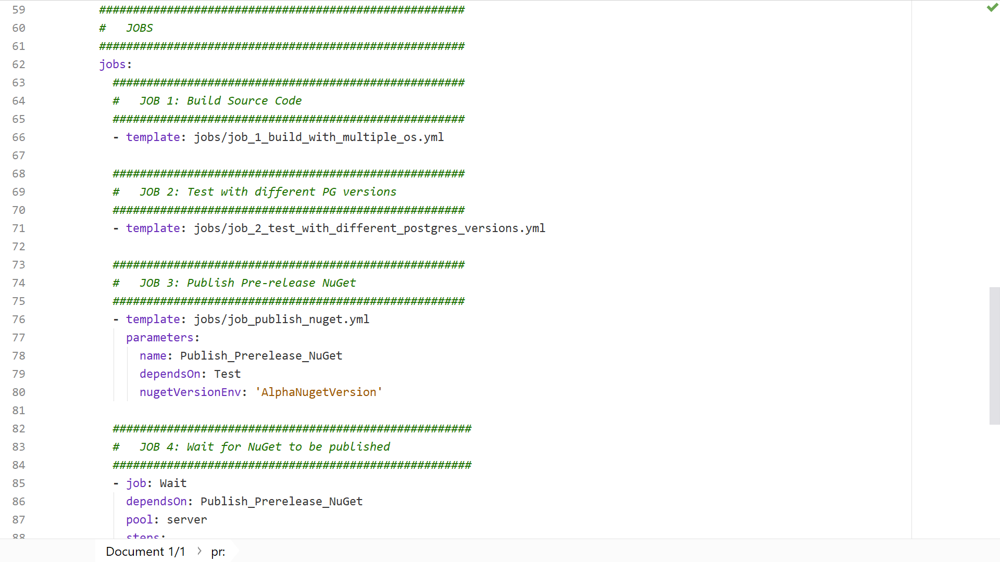 59 ######################################################
60 #   JOBS
61 ######################################################
62 jobs:
63   ####################################################
64   #   JOB 1: Build Source Code
65   ####################################################
66   - template: jobs/job_1_build_with_multiple_os.yml
67
68   ####################################################
69   #   JOB 2: Test with different PG versions
70   ####################################################
71   - template: jobs/job_2_test_with_different_postgres_versions.yml
72
73   ####################################################
74   #   JOB 3: Publish Pre-release NuGet
75   ####################################################
76   - template: jobs/job_publish_nuget.yml
77     parameters:
78       name: Publish_Prerelease_NuGet
79       dependsOn: Test
80       nugetVersionEnv: 'AlphaNugetVersion'
81
82   #####################################################
83   #   JOB 4: Wait for NuGet to be published
84   #####################################################
85   - job: Wait
86     dependsOn: Publish_Prerelease_NuGet
87     pool: server
88     steps:
Document 1/1 > pr: